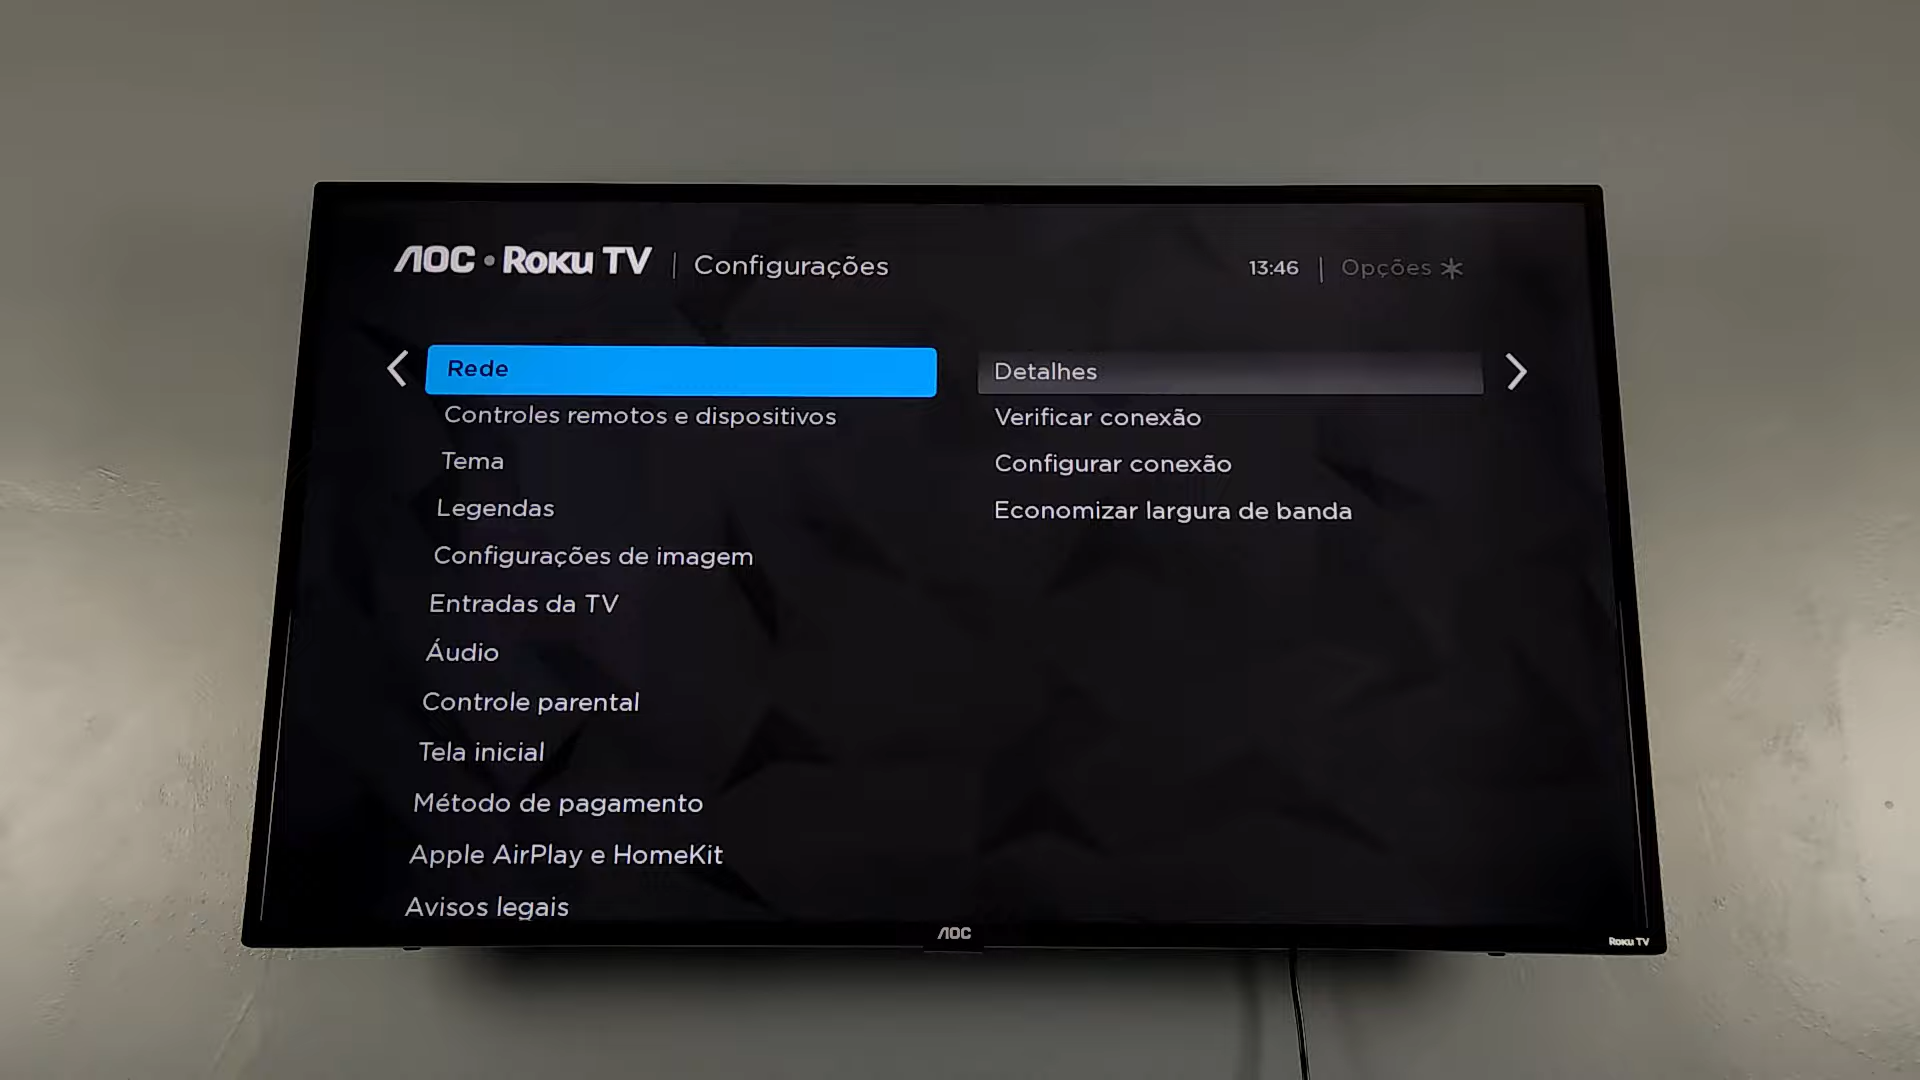 AOC • Roku TV | Configurações
13:46 | Opções ✱
Rede
Controles remotos e dispositivos
Tema
Legendas
Configurações de imagem
Entradas da TV
Áudio
Controle parental
Tela inicial
Método de pagamento
Apple AirPlay e HomeKit
Avisos legais
Detalhes
Verificar conexão
Configurar conexão
Economizar largura de banda
AOC
Roku TV